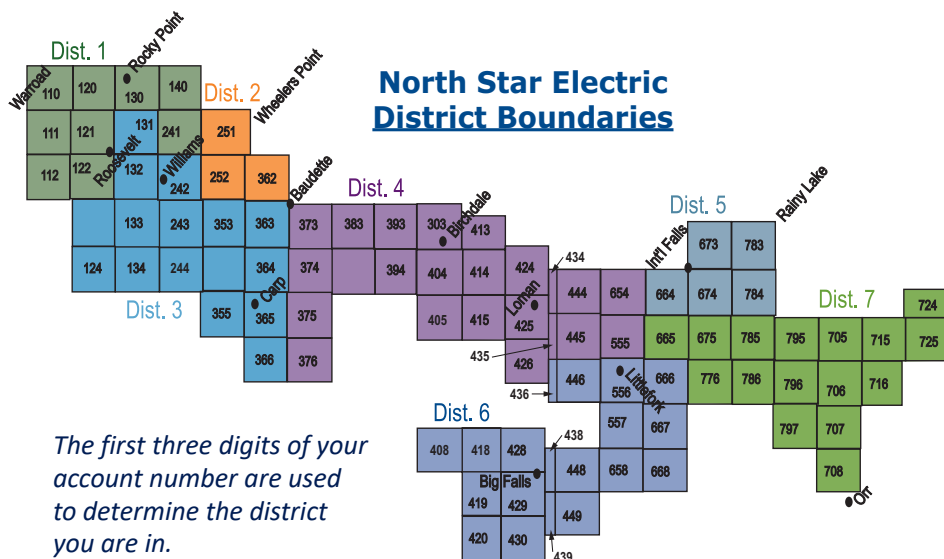 North Star Electric
District Boundaries
Dist. 1
Rocky Point
Warroad
110 120 130 140
Dist. 2
Wheelers Point
111 121 131 241 251
Roosevelt
Williams
112 122 132 242 252 362
Baudette
Dist. 4
133 243 353 363 373 383 393 303 413
Birchdale
Dist. 5
Rainy Lake
Int'l Falls
673 783
124 134 244 364 374 394 404 414 424 434
Carp
Loman
444 654 664 674 784
Dist. 7
724
Dist. 3
355 365 375 405 415 425 435
445 555 665 675 785 795 705 715 725
366 376 426 436
446 556 666 776 786 796 706 716
Littlefork
Dist. 6
557 667 797 707
408 418 428 438
Big Falls
448 658 668 708
Orr
419 429 449
420 430 439
The first three digits of your
account number are used
to determine the district
you are in.